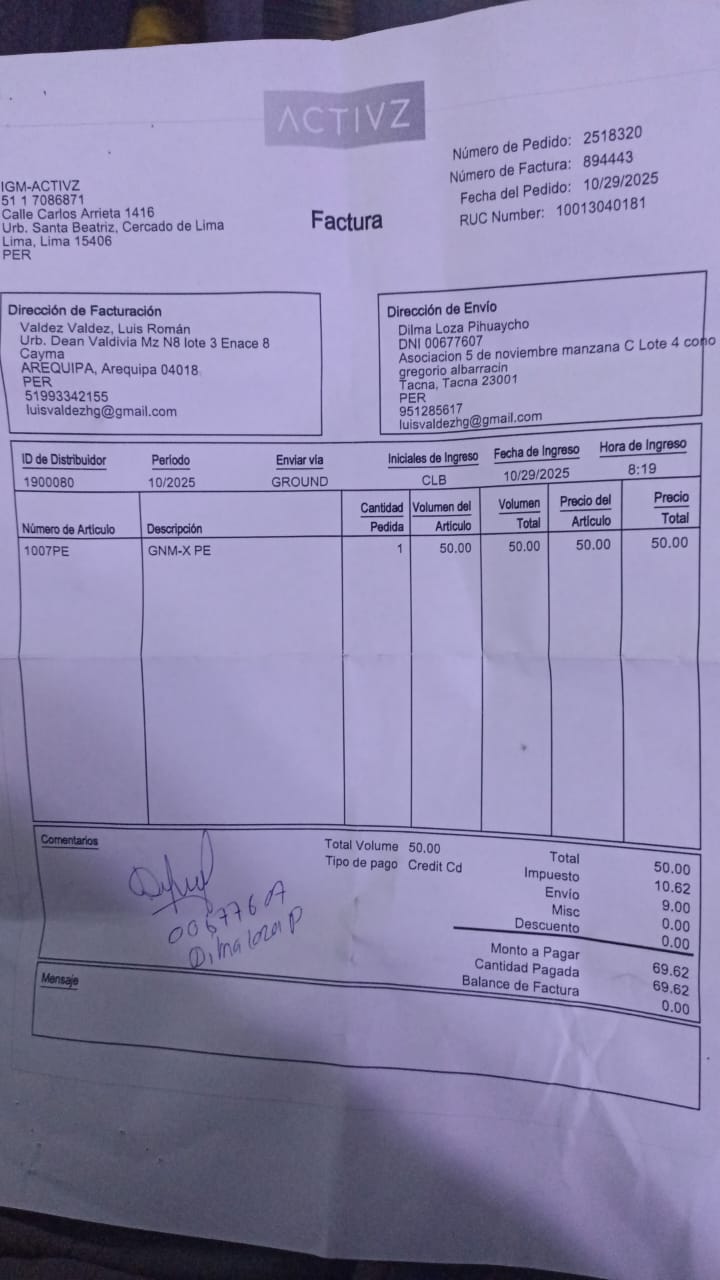 ACTIVZ
Número de Pedido: 2518320
Número de Factura: 894443
Fecha del Pedido: 10/29/2025
RUC Number: 10013040181
IGM-ACTIVZ
51 1 7086871
Calle Carlos Arrieta 1416
Urb. Santa Beatriz, Cercado de Lima
Lima, Lima 15406
PER
Factura
Dirección de Facturación
Valdez Valdez, Luis Román
Urb. Dean Valdivia Mz N8 lote 3 Enace 8
Cayma
AREQUIPA, Arequipa 04018
PER
51993342155
luisvaldezhg@gmail.com
Dirección de Envío
Dilma Loza Pihuaycho
DNI 00677607
Asociacion 5 de noviembre manzana C Lote 4 cono
gregorio albarracin
Tacna, Tacna 23001
PER
951285617
luisvaldezhg@gmail.com
ID de Distribuidor Periodo Enviar via Iniciales de Ingreso Fecha de Ingreso Hora de Ingreso
1900080 10/2025 GROUND CLB 10/29/2025 8:19
Número de Articulo Descripción Cantidad Pedida Volumen del Articulo Volumen Total Precio del Articulo Precio Total
1007PE GNM-X PE 1 50.00 50.00 50.00 50.00
Comentarios
Dilma Loza P
Total Volume 50.00
Tipo de pago Credit Cd
Total 50.00
Impuesto 10.62
Envio 9.00
Misc 0.00
Descuento 0.00
Monto a Pagar 69.62
Cantidad Pagada 69.62
Balance de Factura 0.00
Mensaje